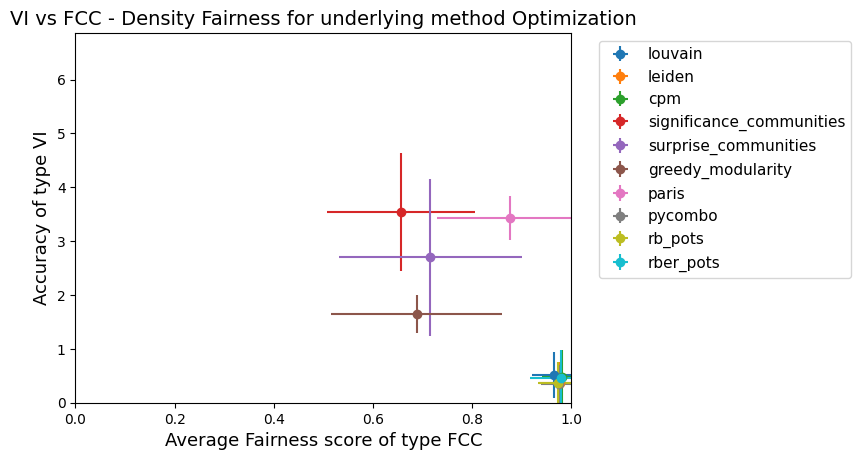 VI vs FCC - Density Fairness for underlying method Optimization
Accuracy of type VI
6
5
4
3
2
1
0
0.0 0.2 0.4 0.6 0.8 1.0
Average Fairness score of type FCC
louvain
leiden
cpm
significance_communities
surprise_communities
greedy_modularity
paris
pycombo
rb_pots
rber_pots